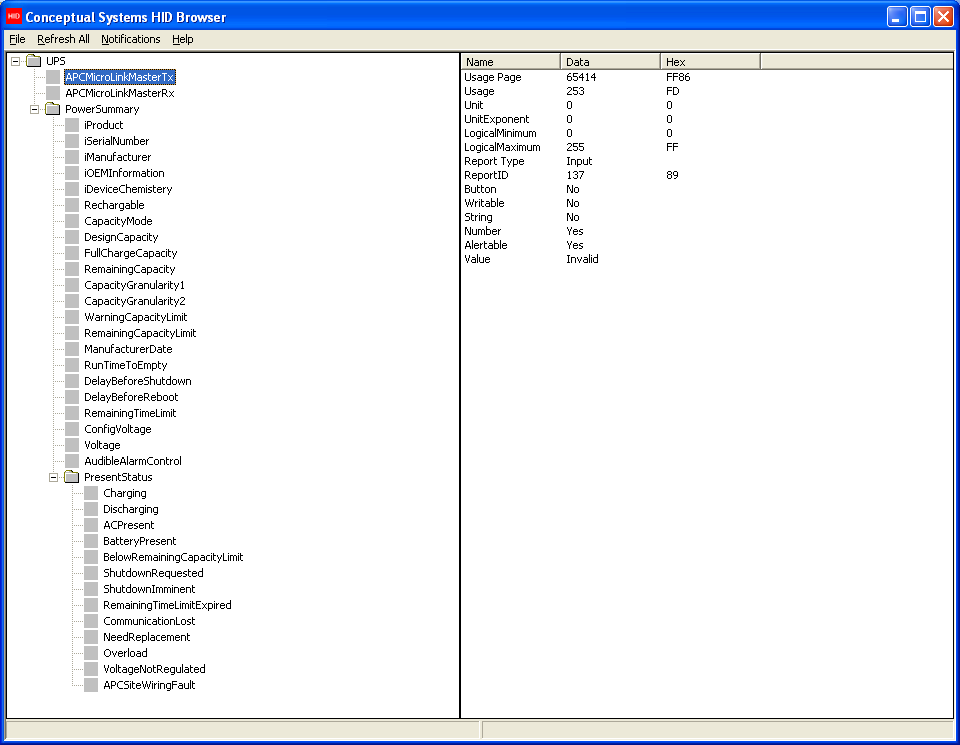 HID Conceptual Systems HID Browser
File Refresh All Notifications Help
UPS
APCMicroLinkMasterTx
APCMicroLinkMasterRx
PowerSummary
iProduct
iSerialNumber
iManufacturer
iOEMInformation
iDeviceChemistery
Rechargable
CapacityMode
DesignCapacity
FullChargeCapacity
RemainingCapacity
CapacityGranularity1
CapacityGranularity2
WarningCapacityLimit
RemainingCapacityLimit
ManufacturerDate
RunTimeToEmpty
DelayBeforeShutdown
DelayBeforeReboot
RemainingTimeLimit
ConfigVoltage
Voltage
AudibleAlarmControl
PresentStatus
Charging
Discharging
ACPresent
BatteryPresent
BelowRemainingCapacityLimit
ShutdownRequested
ShutdownImminent
RemainingTimeLimitExpired
CommunicationLost
NeedReplacement
Overload
VoltageNotRegulated
APCSiteWiringFault
Name Data Hex
Usage Page 65414 FF86
Usage 253 FD
Unit 0 0
UnitExponent 0 0
LogicalMinimum 0 0
LogicalMaximum 255 FF
Report Type Input
ReportID 137 89
Button No
Writable No
String No
Number Yes
Alertable Yes
Value Invalid